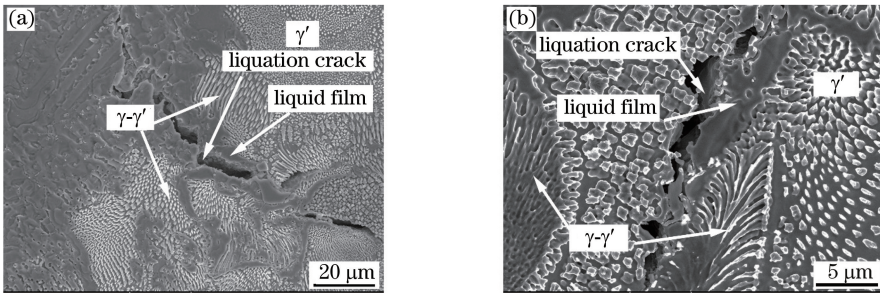 (a)
γ′
liquation crack
liquid film
γ-γ′
20 μm
(b)
liquation crack
γ′
liquid film
γ-γ′
5 μm